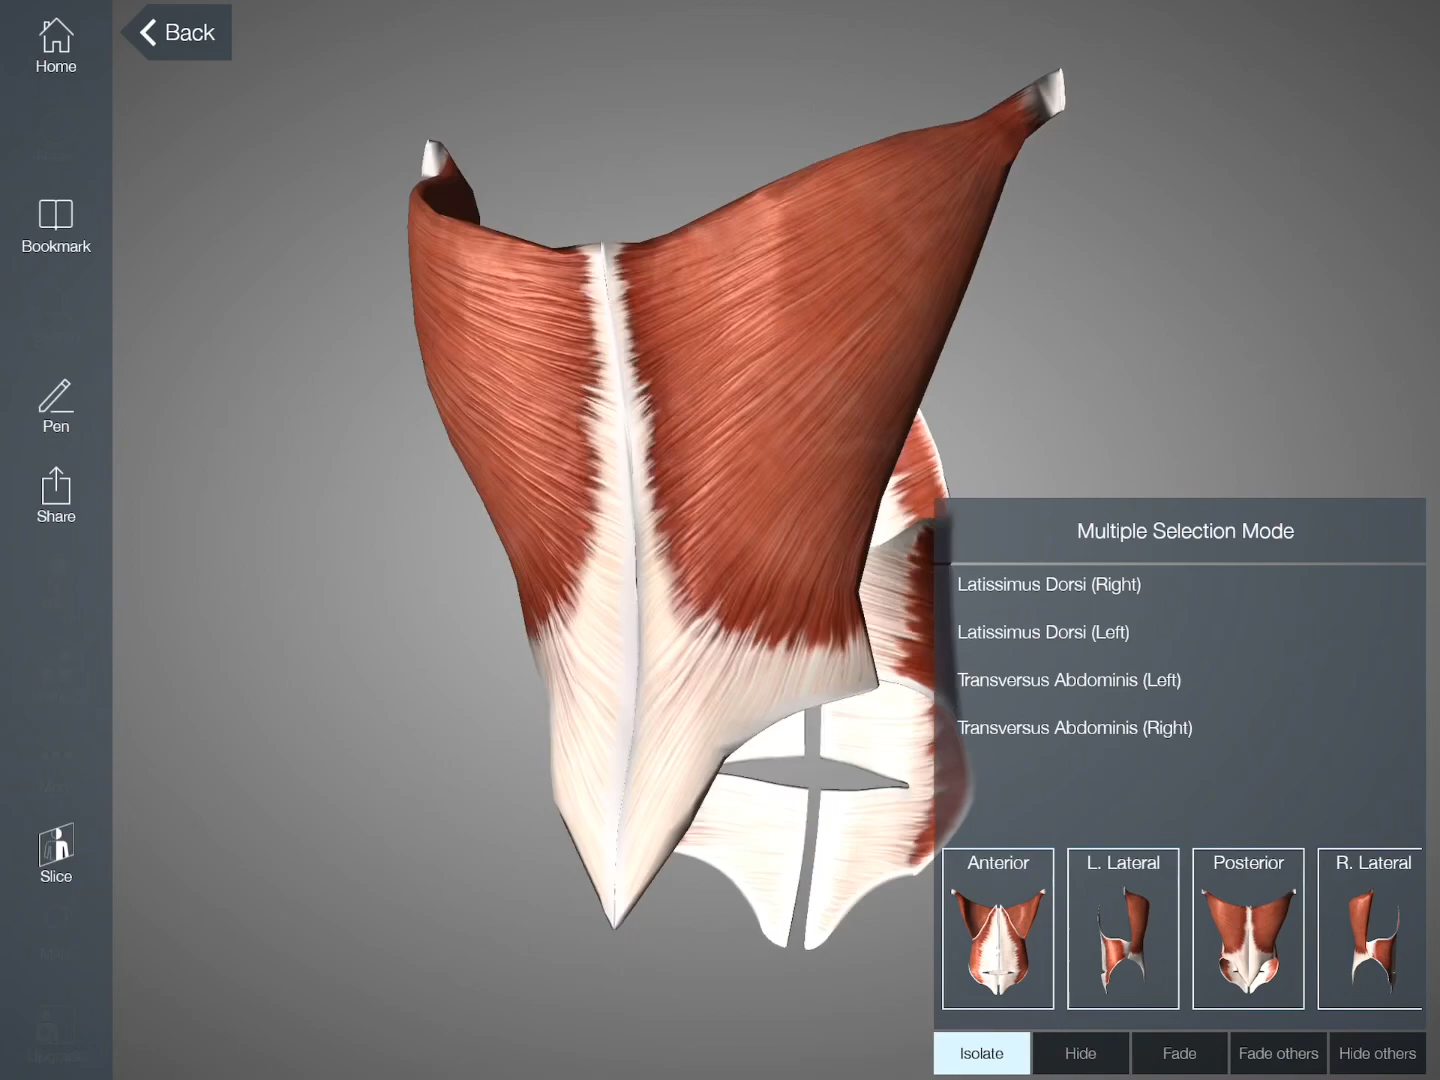 Home
Back
Bookmark
Pen
Share
Slice
Multiple Selection Mode
Latissimus Dorsi (Right)
Latissimus Dorsi (Left)
Transversus Abdominis (Left)
Transversus Abdominis (Right)
Anterior
L. Lateral
Posterior
R. Lateral
Isolate
Hide
Fade
Fade others
Hide others